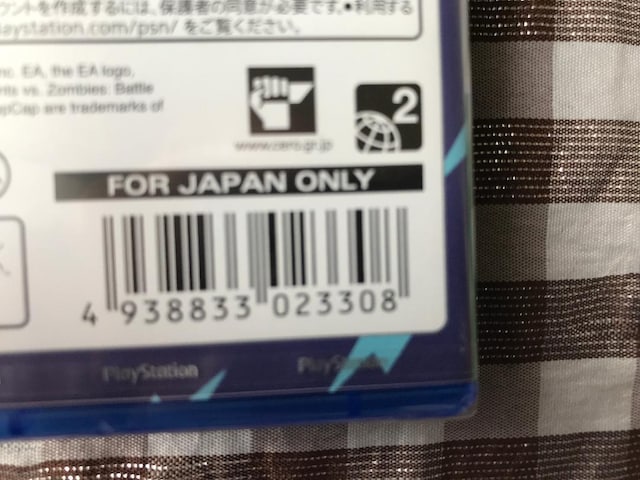 ウントを作成するには、保護者の同意が必要です。●利用する
laystation.com/psn/ をご覧ください。
nc. EA, the EA logo,
nts vs. Zombies: Battle
opCap are trademarks of
www.cero.gr.jp
2
FOR JAPAN ONLY
4 938833 023308
PlayStation
PlayStation